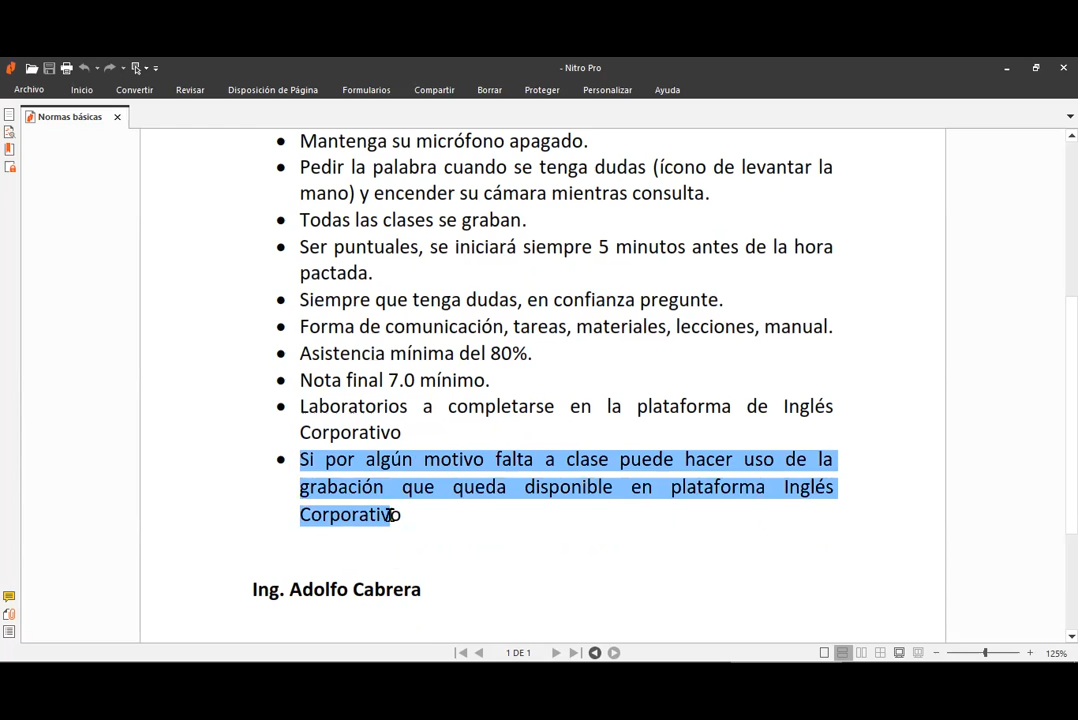 - Nitro Pro
Archivo Inicio Convertir Revisar Disposición de Página Formularios Compartir Borrar Proteger Personalizar Ayuda
Normas básicas
• Mantenga su micrófono apagado.
• Pedir la palabra cuando se tenga dudas (ícono de levantar la
mano) y encender su cámara mientras consulta.
• Todas las clases se graban.
• Ser puntuales, se iniciará siempre 5 minutos antes de la hora
pactada.
• Siempre que tenga dudas, en confianza pregunte.
• Forma de comunicación, tareas, materiales, lecciones, manual.
• Asistencia mínima del 80%.
• Nota final 7.0 mínimo.
• Laboratorios a completarse en la plataforma de Inglés
Corporativo
• Si por algún motivo falta a clase puede hacer uso de la
grabación que queda disponible en plataforma Inglés
Corporativo
Ing. Adolfo Cabrera
1 DE 1
125%